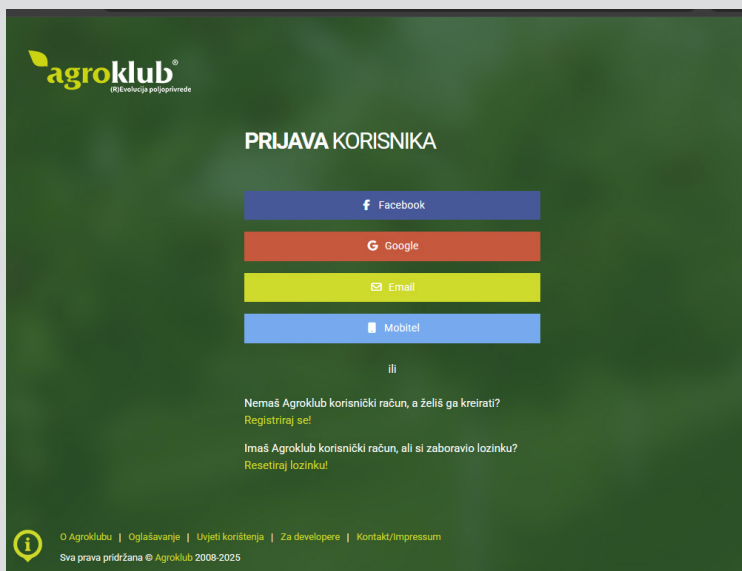 agroklub®
(R)Evolucija poljoprivrede
PRIJAVA KORISNIKA
Facebook
Google
Email
Mobitel
ili
Nemaš Agroklub korisnički račun, a želiš ga kreirati?
Registriraj se!
Imaš Agroklub korisnički račun, ali si zaboravio lozinku?
Resetiraj lozinku!
O Agroklubu | Oglašavanje | Uvjeti korištenja | Za developere | Kontakt/Impressum
Sva prava pridržana © Agroklub 2008-2025